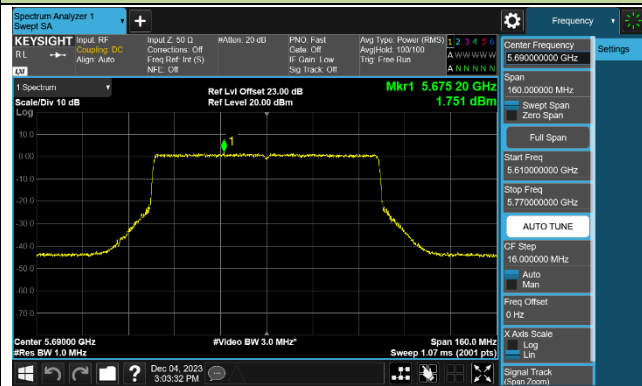 Spectrum Analyzer 1
Swept SA
Frequency
KEYSIGHT
RL
LXI
Input: RF
Coupling: DC
Align: Auto
Input Z: 50 Ω
Corrections: Off
Freq Ref: Int (S)
NFE: Off
#Atten: 20 dB
PNO: Fast
Gate: Off
IF Gain: Low
Sig Track: Off
Avg Type: Power (RMS)
Avg|Hold: 100/100
Trig: Free Run
1 2 3 4 5 6
A W W W W W
A N N N N N
1 Spectrum
Scale/Div 10 dB
Log
Ref Lvl Offset 23.00 dB
Ref Level 20.00 dBm
Mkr1 5.675 20 GHz
1.751 dBm
1
10.0
0.00
-10.0
-20.0
-30.0
-40.0
-50.0
-60.0
-70.0
Center 5.69000 GHz
#Res BW 1.0 MHz
#Video BW 3.0 MHz*
Span 160.0 MHz
Sweep 1.07 ms (2001 pts)
Dec 04, 2023
3:03:32 PM
Center Frequency
5.690000000 GHz
Span
160.000000 MHz
Swept Span
Zero Span
Full Span
Start Freq
5.610000000 GHz
Stop Freq
5.770000000 GHz
AUTO TUNE
CF Step
16.000000 MHz
Auto
Man
Freq Offset
0 Hz
X Axis Scale
Log
Lin
Signal Track
(Span Zoom)
Settings